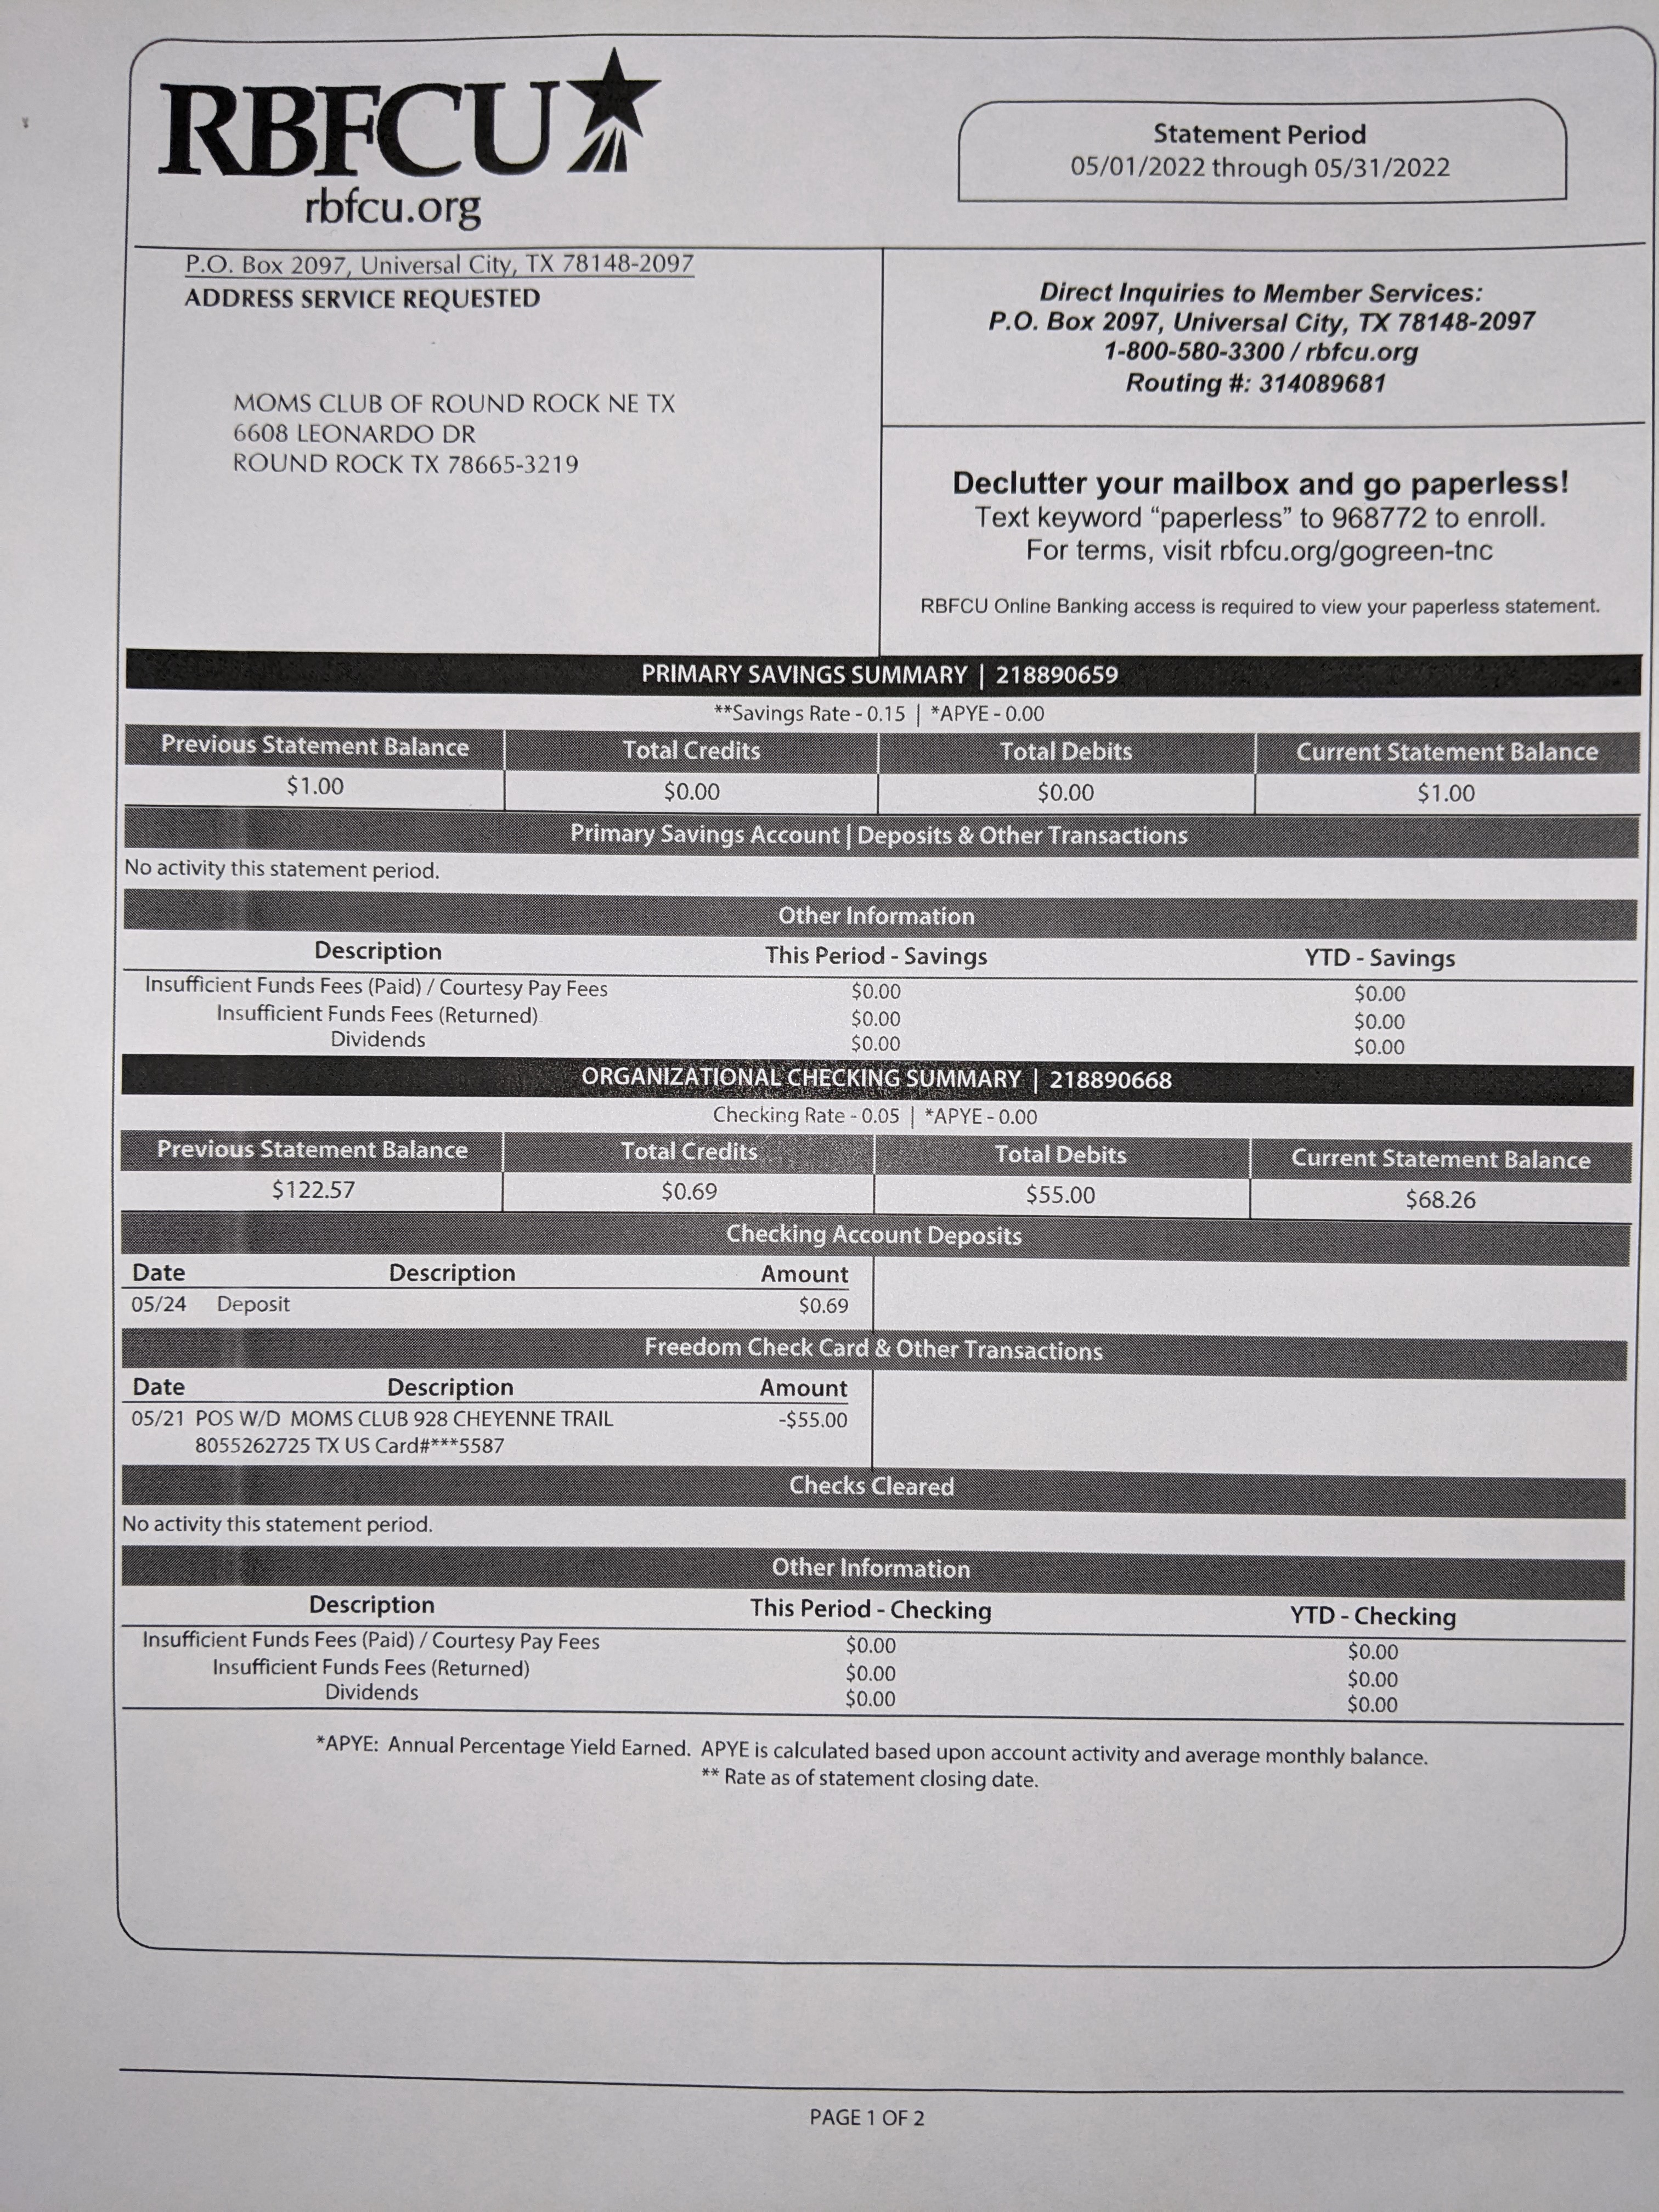 RBFCU
rbfcu.org
Statement Period
05/01/2022 through 05/31/2022
P.O. Box 2097, Universal City, TX 78148-2097
ADDRESS SERVICE REQUESTED
MOMS CLUB OF ROUND ROCK NE TX
6608 LEONARDO DR
ROUND ROCK TX 78665-3219
Direct Inquiries to Member Services:
P.O. Box 2097, Universal City, TX 78148-2097
1-800-580-3300 / rbfcu.org
Routing #: 314089681
Declutter your mailbox and go paperless!
Text keyword “paperless” to 968772 to enroll.
For terms, visit rbfcu.org/gogreen-tnc
RBFCU Online Banking access is required to view your paperless statement.
PRIMARY SAVINGS SUMMARY | 218890659
**Savings Rate - 0.15 | *APYE - 0.00
Previous Statement Balance Total Credits Total Debits Current Statement Balance
$1.00 $0.00 $0.00 $1.00
Primary Savings Account | Deposits & Other Transactions
No activity this statement period.
Other Information
Description This Period - Savings YTD - Savings
Insufficient Funds Fees (Paid) / Courtesy Pay Fees $0.00 $0.00
Insufficient Funds Fees (Returned) $0.00 $0.00
Dividends $0.00 $0.00
ORGANIZATIONAL CHECKING SUMMARY | 218890668
Checking Rate - 0.05 | *APYE - 0.00
Previous Statement Balance Total Credits Total Debits Current Statement Balance
$122.57 $0.69 $55.00 $68.26
Checking Account Deposits
Date Description Amount
05/24 Deposit $0.69
Freedom Check Card & Other Transactions
Date Description Amount
05/21 POS W/D MOMS CLUB 928 CHEYENNE TRAIL -$55.00
8055262725 TX US Card#***5587
Checks Cleared
No activity this statement period.
Other Information
Description This Period - Checking YTD - Checking
Insufficient Funds Fees (Paid) / Courtesy Pay Fees $0.00 $0.00
Insufficient Funds Fees (Returned) $0.00 $0.00
Dividends $0.00 $0.00
*APYE: Annual Percentage Yield Earned. APYE is calculated based upon account activity and average monthly balance.
** Rate as of statement closing date.
PAGE 1 OF 2